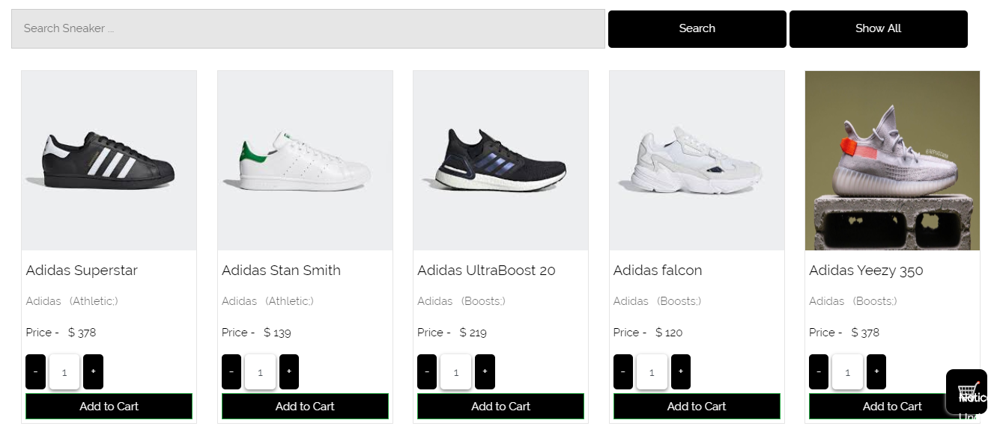 Search Sneaker ...
Search
Show All
Adidas Superstar
Adidas (Athletic;)
Price - $ 378
- 1 +
Add to Cart
Adidas Stan Smith
Adidas (Athletic;)
Price - $ 139
- 1 +
Add to Cart
Adidas UltraBoost 20
Adidas (Boosts;)
Price - $ 219
- 1 +
Add to Cart
Adidas falcon
Adidas (Boosts;)
Price - $ 120
- 1 +
Add to Cart
Adidas Yeezy 350
Adidas (Boosts;)
Price - $ 378
- 1 +
Add to Cart